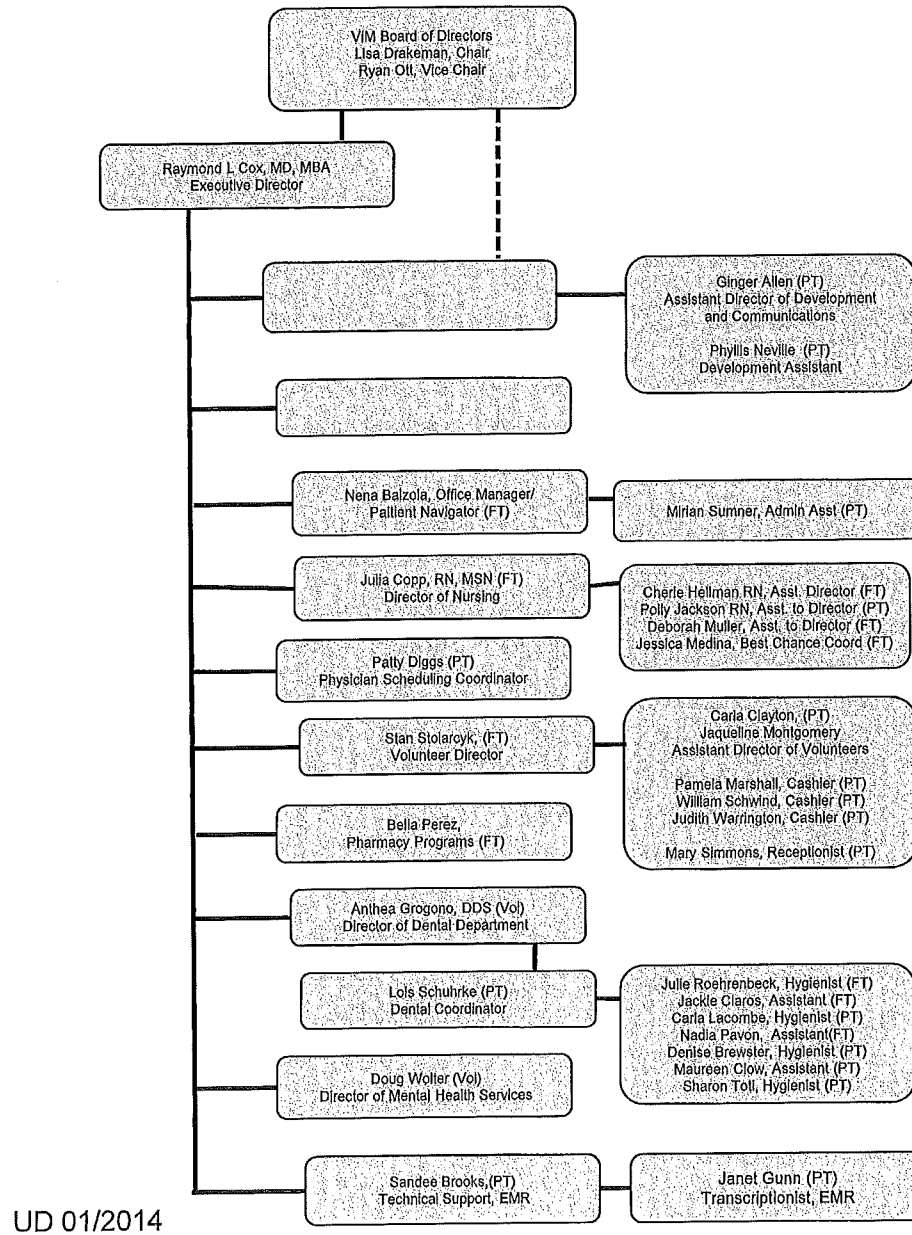 VIM Board of Directors
Lisa Drakeman, Chair
Ryan Ott, Vice Chair
Raymond L Cox, MD, MBA
Executive Director
Ginger Allen (PT)
Assistant Director of Development
and Communications
Phyllis Neville (PT)
Development Assistant
Nena Balzola, Office Manager/
Paitient Navigator (FT)
Mirian Sumner, Admin Asst (PT)
Julia Copp, RN, MSN (FT)
Director of Nursing
Cherie Hellman RN, Asst. Director (FT)
Polly Jackson RN, Asst. to Director (PT)
Deborah Muller, Asst. to Director (FT)
Jessica Medina, Best Chance Coord (FT)
Patty Diggs (PT)
Physician Scheduling Coordinator
Stan Stolarcyk, (FT)
Volunteer Director
Carla Clayton, (PT)
Jaqueline Montgomery
Assistant Director of Volunteers
Pamela Marshall, Cashier (PT)
William Schwind, Cashier (PT)
Judith Warrington, Cashier (PT)
Mary Simmons, Receptionist (PT)
Bella Perez,
Pharmacy Programs (FT)
Anthea Grogono, DDS (Vol)
Director of Dental Department
Lois Schuhrke (PT)
Dental Coordinator
Julie Roehrenbeck, Hygienist (FT)
Jackie Claros, Assistant (FT)
Carla Lacombe, Hygienist (PT)
Nadia Pavon, Assistant(FT)
Denise Brewster, Hygienist (PT)
Maureen Clow, Assistant (PT)
Sharon Totl, Hygienist (PT)
Doug Wolter (Vol)
Director of Mental Health Services
Sandee Brooks,(PT)
Technical Support, EMR
Janet Gunn (PT)
Transcriptionist, EMR
UD 01/2014